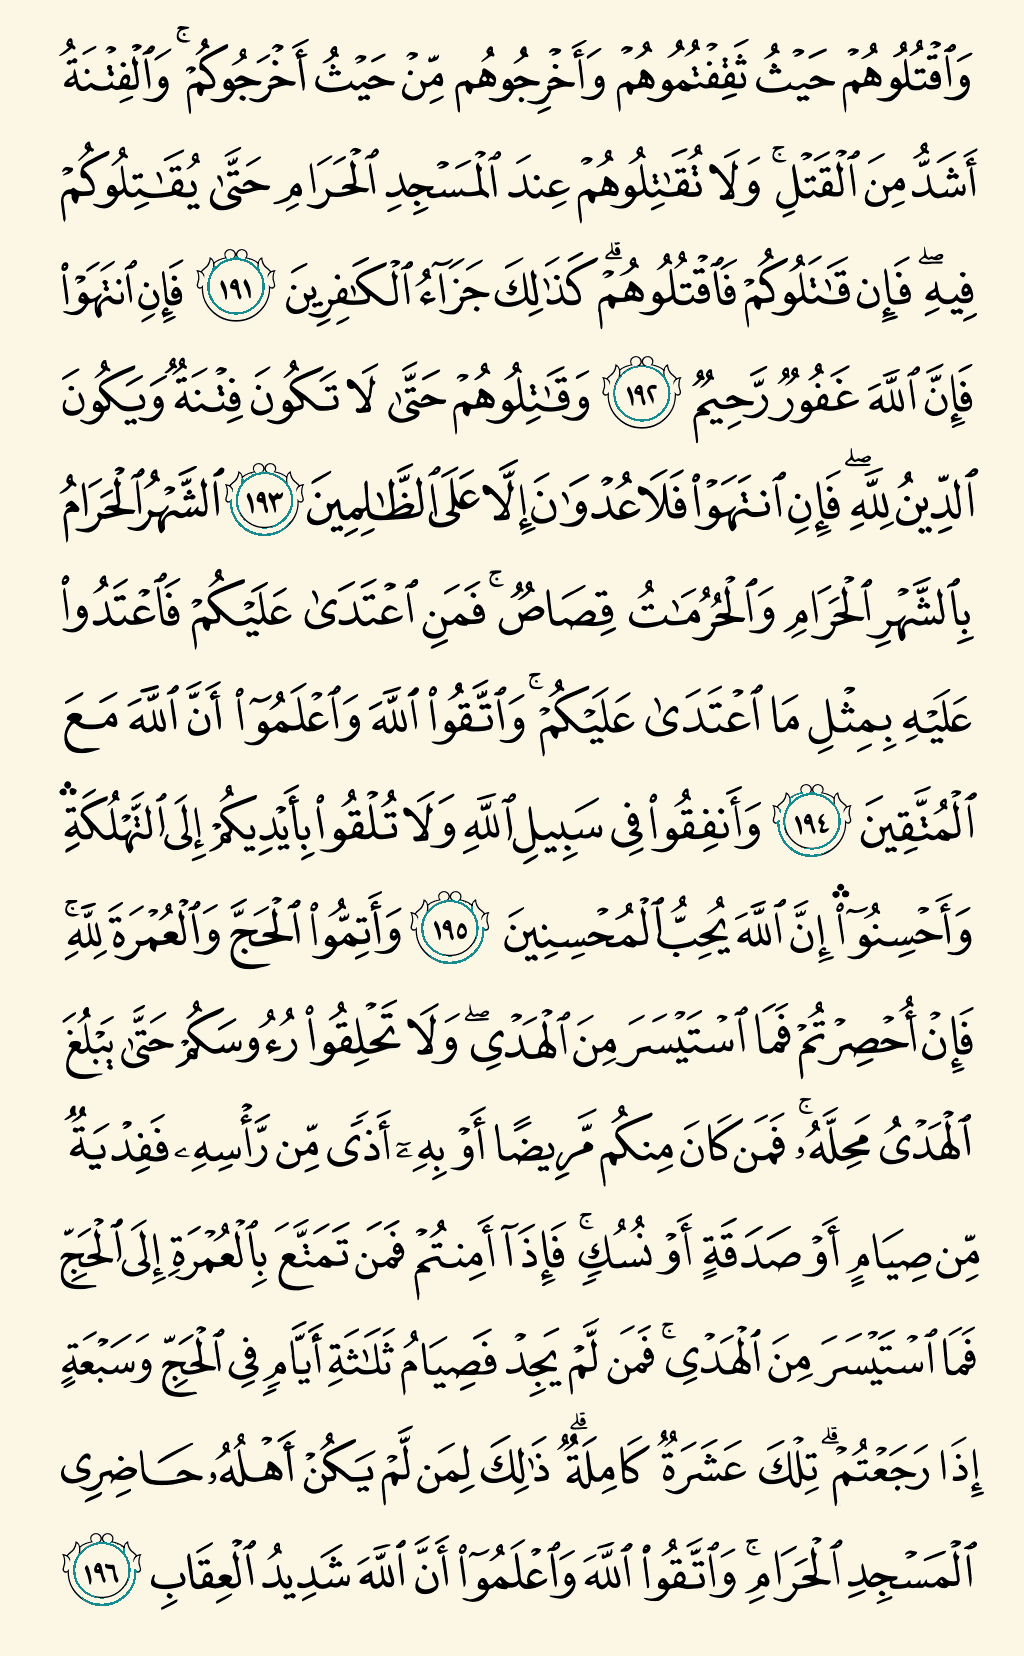 وَٱقۡتُلُوهُمۡ حَيۡثُ ثَقِفۡتُمُوهُمۡ وَأَخۡرِجُوهُم مِّنۡ حَيۡثُ أَخۡرَجُوكُمۡۚ وَٱلۡفِتۡنَةُ
أَشَدُّ مِنَ ٱلۡقَتۡلِۚ وَلَا تُقَٰتِلُوهُمۡ عِندَ ٱلۡمَسۡجِدِ ٱلۡحَرَامِ حَتَّىٰ يُقَٰتِلُوكُمۡ
فِيهِۖ فَإِن قَٰتَلُوكُمۡ فَٱقۡتُلُوهُمۡۗ كَذَٰلِكَ جَزَآءُ ٱلۡكَٰفِرِينَ ١٩١ فَإِنِ ٱنتَهَوۡاْ
فَإِنَّ ٱللَّهَ غَفُورٞ رَّحِيمٞ ١٩٢ وَقَٰتِلُوهُمۡ حَتَّىٰ لَا تَكُونَ فِتۡنَةٞ وَيَكُونَ
ٱلدِّينُ لِلَّهِۖ فَإِنِ ٱنتَهَوۡاْ فَلَا عُدۡوَٰنَ إِلَّا عَلَى ٱلظَّٰلِمِينَ ١٩٣ ٱلشَّهۡرُ ٱلۡحَرَامُ
بِٱلشَّهۡرِ ٱلۡحَرَامِ وَٱلۡحُرُمَٰتُ قِصَاصٞۚ فَمَنِ ٱعۡتَدَىٰ عَلَيۡكُمۡ فَٱعۡتَدُواْ
عَلَيۡهِ بِمِثۡلِ مَا ٱعۡتَدَىٰ عَلَيۡكُمۡۚ وَٱتَّقُواْ ٱللَّهَ وَٱعۡلَمُوٓاْ أَنَّ ٱللَّهَ مَعَ
ٱلۡمُتَّقِينَ ١٩٤ وَأَنفِقُواْ فِي سَبِيلِ ٱللَّهِ وَلَا تُلۡقُواْ بِأَيۡدِيكُمۡ إِلَى ٱلتَّهۡلُكَةِۛ
وَأَحۡسِنُوٓاْۛ إِنَّ ٱللَّهَ يُحِبُّ ٱلۡمُحۡسِنِينَ ١٩٥ وَأَتِمُّواْ ٱلۡحَجَّ وَٱلۡعُمۡرَةَ لِلَّهِۚ
فَإِنۡ أُحۡصِرۡتُمۡ فَمَا ٱسۡتَيۡسَرَ مِنَ ٱلۡهَدۡيِۖ وَلَا تَحۡلِقُواْ رُءُوسَكُمۡ حَتَّىٰ يَبۡلُغَ
ٱلۡهَدۡيُ مَحِلَّهُۥۚ فَمَن كَانَ مِنكُم مَّرِيضًا أَوۡ بِهِۦٓ أَذٗى مِّن رَّأۡسِهِۦ فَفِدۡيَةٞ
مِّن صِيَامٍ أَوۡ صَدَقَةٍ أَوۡ نُسُكٖۚ فَإِذَآ أَمِنتُمۡ فَمَن تَمَتَّعَ بِٱلۡعُمۡرَةِ إِلَى ٱلۡحَجِّ
فَمَا ٱسۡتَيۡسَرَ مِنَ ٱلۡهَدۡيِۚ فَمَن لَّمۡ يَجِدۡ فَصِيَامُ ثَلَٰثَةِ أَيَّامٖ فِي ٱلۡحَجِّ وَسَبۡعَةٍ
إِذَا رَجَعۡتُمۡۗ تِلۡكَ عَشَرَةٞ كَامِلَةٞۗ ذَٰلِكَ لِمَن لَّمۡ يَكُنۡ أَهۡلُهُۥ حَاضِرِي
ٱلۡمَسۡجِدِ ٱلۡحَرَامِۚ وَٱتَّقُواْ ٱللَّهَ وَٱعۡلَمُوٓاْ أَنَّ ٱللَّهَ شَدِيدُ ٱلۡعِقَابِ ١٩٦